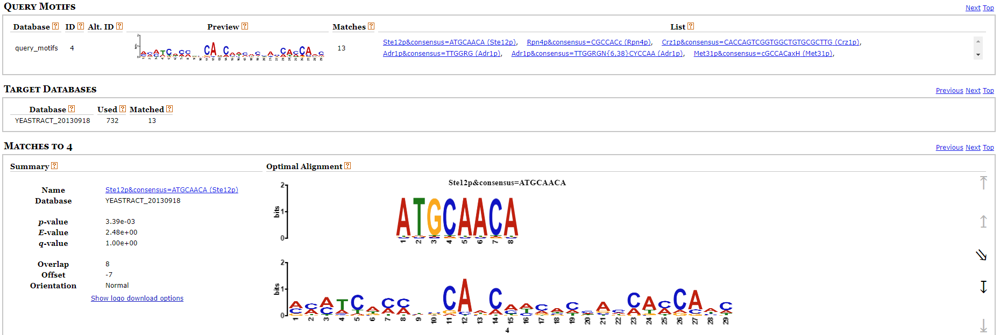 QUERY MOTIFS
Next Top
Database ? ID ? Alt. ID ? Preview ? Matches ? List ?
query_motifs 4 13 Ste12p&consensus=ATGCAACA (Ste12p), Rpn4p&consensus=CGCCACc (Rpn4p), Crz1p&consensus=CACCAGTCGGTGGCTGTGCGCTTG (Crz1p),
Adr1p&consensus=TTGGRG (Adr1p), Adr1p&consensus=TTGGRGN{6,38}CYCCAA (Adr1p), Met31p&consensus=cGCCACaxH (Met31p),
TARGET DATABASES
Previous Next Top
Database ? Used ? Matched ?
YEASTRACT_20130918 732 13
MATCHES TO 4
Previous Next Top
Summary ? Optimal Alignment ?
Name Ste12p&consensus=ATGCAACA (Ste12p)
Database YEASTRACT_20130918
p-value 3.39e-03
E-value 2.48e+00
q-value 1.00e+00
Overlap 8
Offset -7
Orientation Normal
Show logo download options
Ste12p&consensus=ATGCAACA
2
1
0
bits
ATGCAACA
1 2 3 4 5 6 7 8
2
1
0
bits
1 2 3 4 5 6 7 8 9 10 11 12 13 14 15 16 17 18 19 20 21 22 23 24 25 26 27 28 29
4